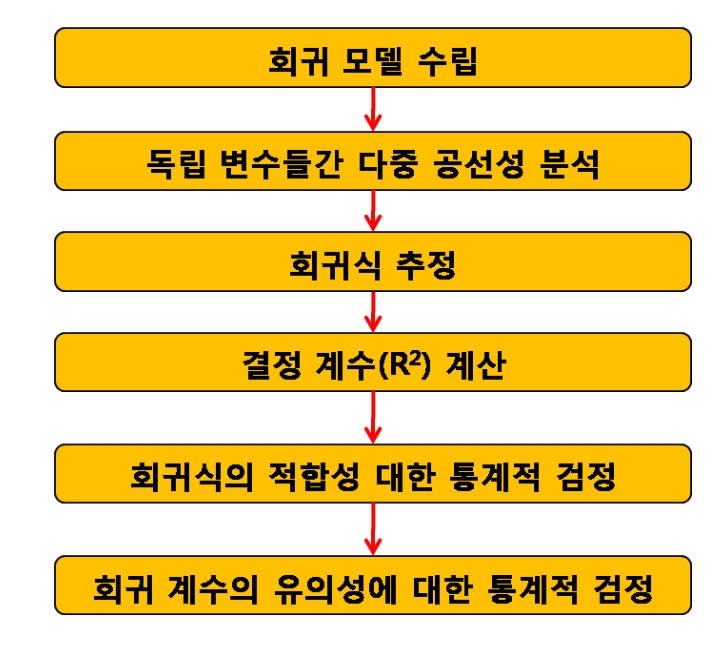 회귀 모델 수립
독립 변수들간 다중 공선성 분석
회귀식 추정
결정 계수(R²) 계산
회귀식의 적합성 대한 통계적 검정
회귀 계수의 유의성에 대한 통계적 검정